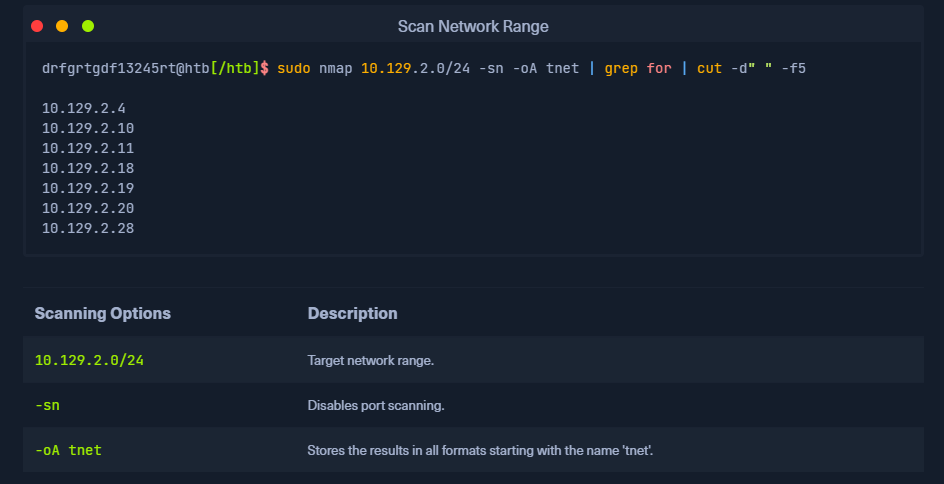 Scan Network Range
drfgrtgdf13245rt@htb[/htb]$ sudo nmap 10.129.2.0/24 -sn -oA tnet | grep for | cut -d" " -f5
10.129.2.4
10.129.2.10
10.129.2.11
10.129.2.18
10.129.2.19
10.129.2.20
10.129.2.28
Scanning Options Description
10.129.2.0/24 Target network range.
-sn Disables port scanning.
-oA tnet Stores the results in all formats starting with the name 'tnet'.